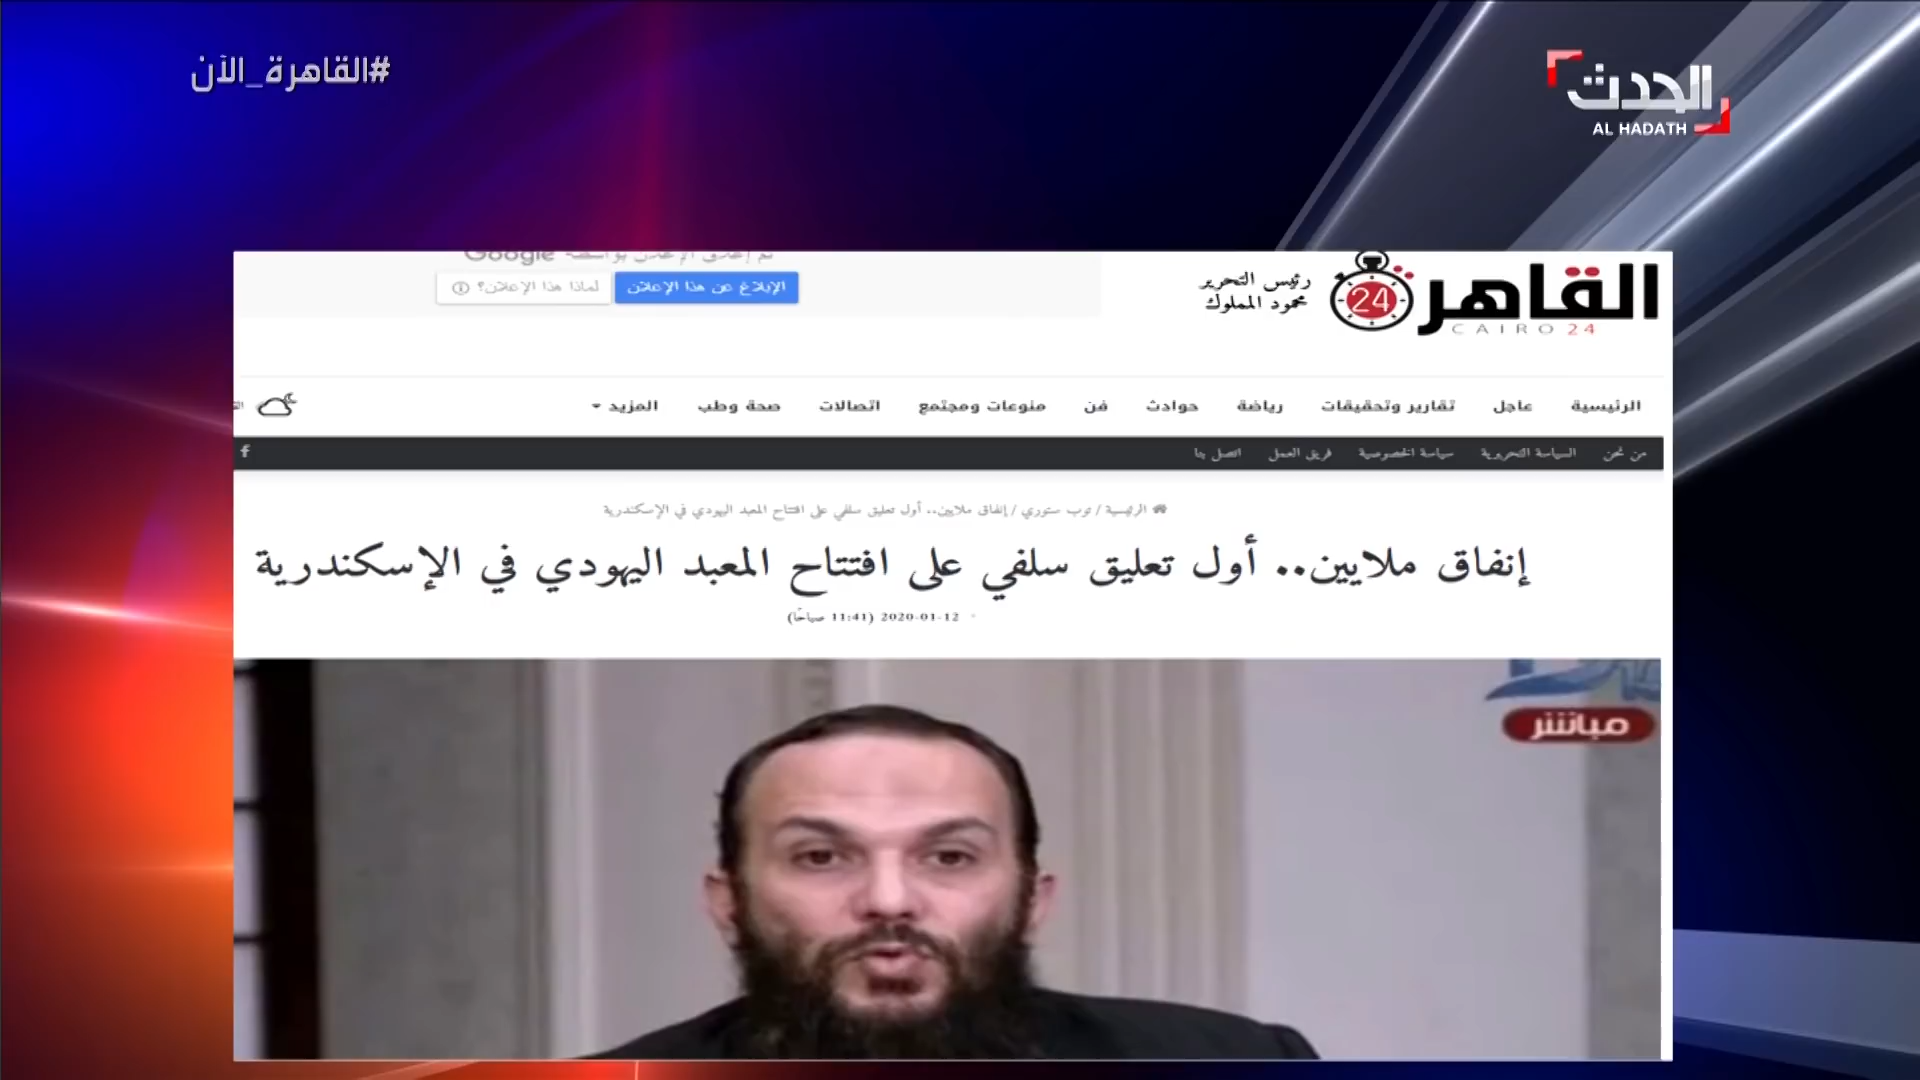 #القاهرة_الآن
الحدث
AL HADATH
القاهرة 24
CAIRO 24
رئيس التحرير
محمود المملوك
Google
الإبلاغ عن هذا الإعلان
لماذا هذا الإعلان؟
الرئيسية عاجل تقارير وتحقيقات رياضة حوادث فن منوعات ومجتمع اتصالات صحة وطب المزيد
من نحن السياسة التحريرية سياسة الخصوصية فريق العمل اتصل بنا
الرئيسية / توب ستوري / إنفاق ملايين.. أول تعليق سلفي على افتتاح المعبد اليهودي في الإسكندرية
إنفاق ملايين.. أول تعليق سلفي على افتتاح المعبد اليهودي في الإسكندرية
2020-01-12 (11:41 صباحًا)
مباشر